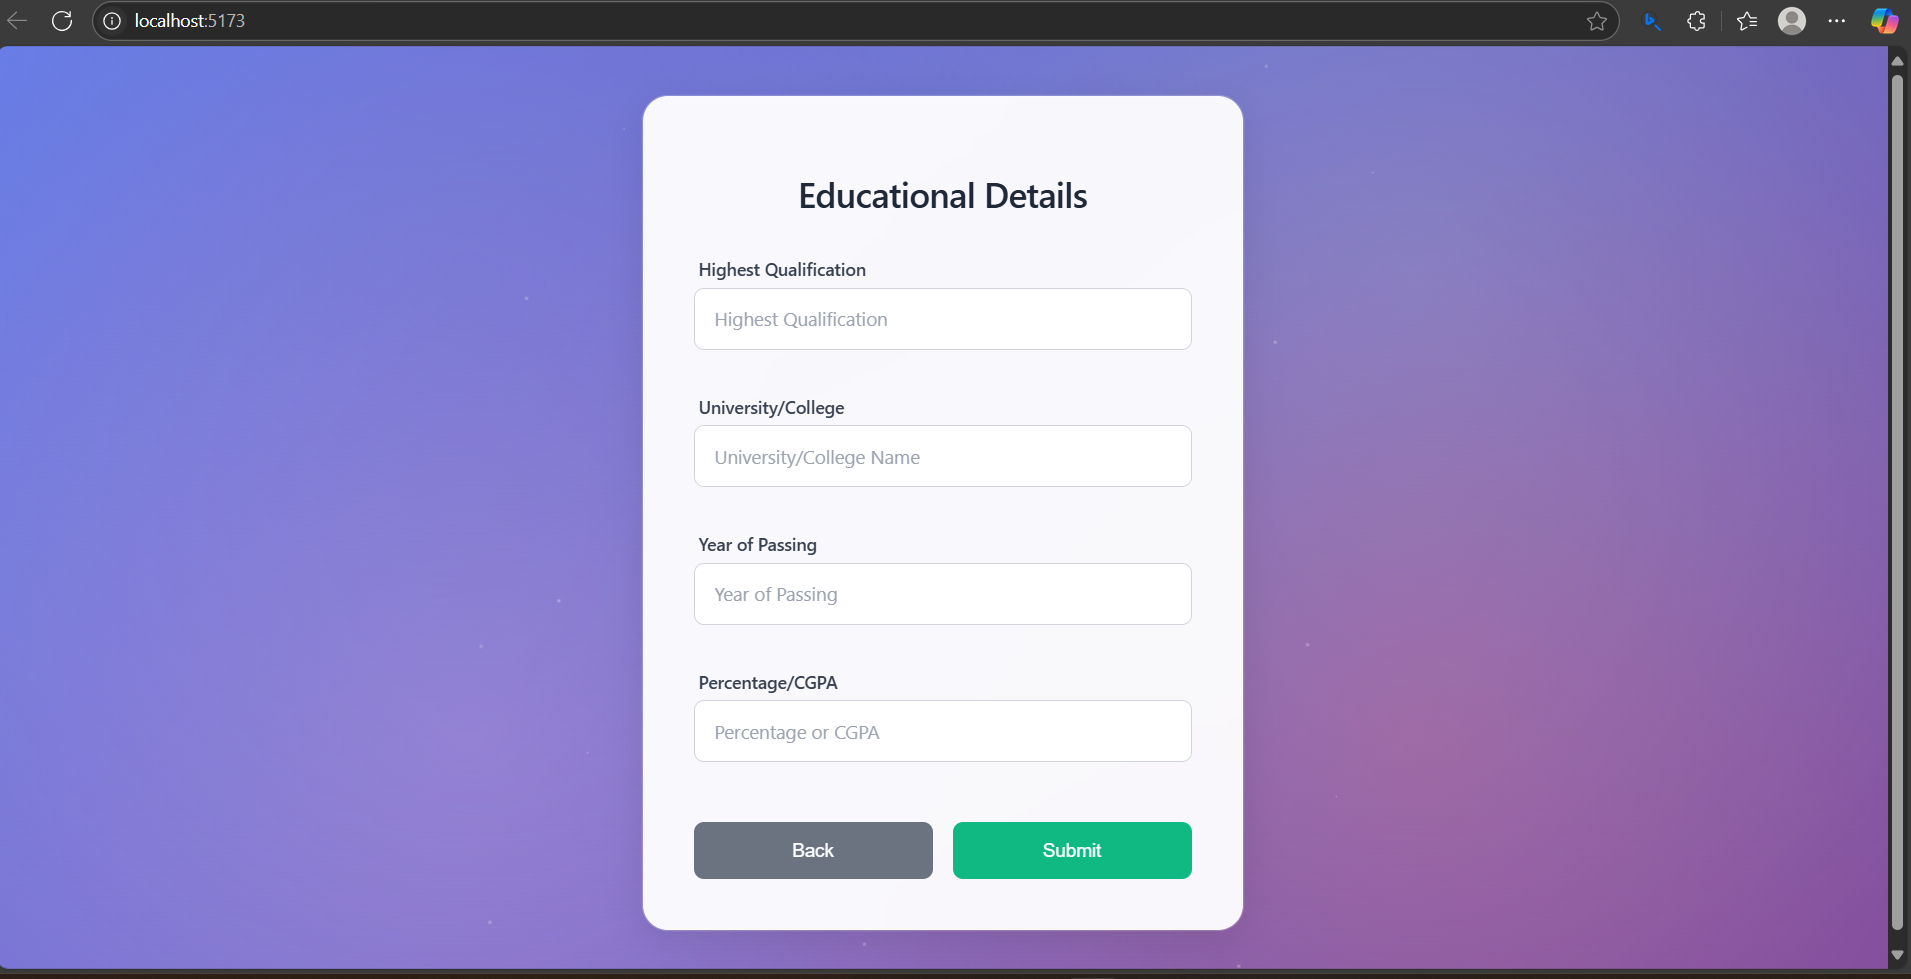 localhost:5173
Educational Details
Highest Qualification
Highest Qualification
University/College
University/College Name
Year of Passing
Year of Passing
Percentage/CGPA
Percentage or CGPA
Back Submit